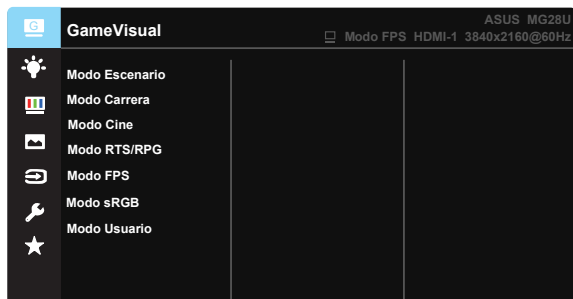 G
GameVisual
ASUS MG28U
Modo FPS HDMI-1 3840x2160@60Hz
Modo Escenario
Modo Carrera
Modo Cine
Modo RTS/RPG
Modo FPS
Modo sRGB
Modo Usuario